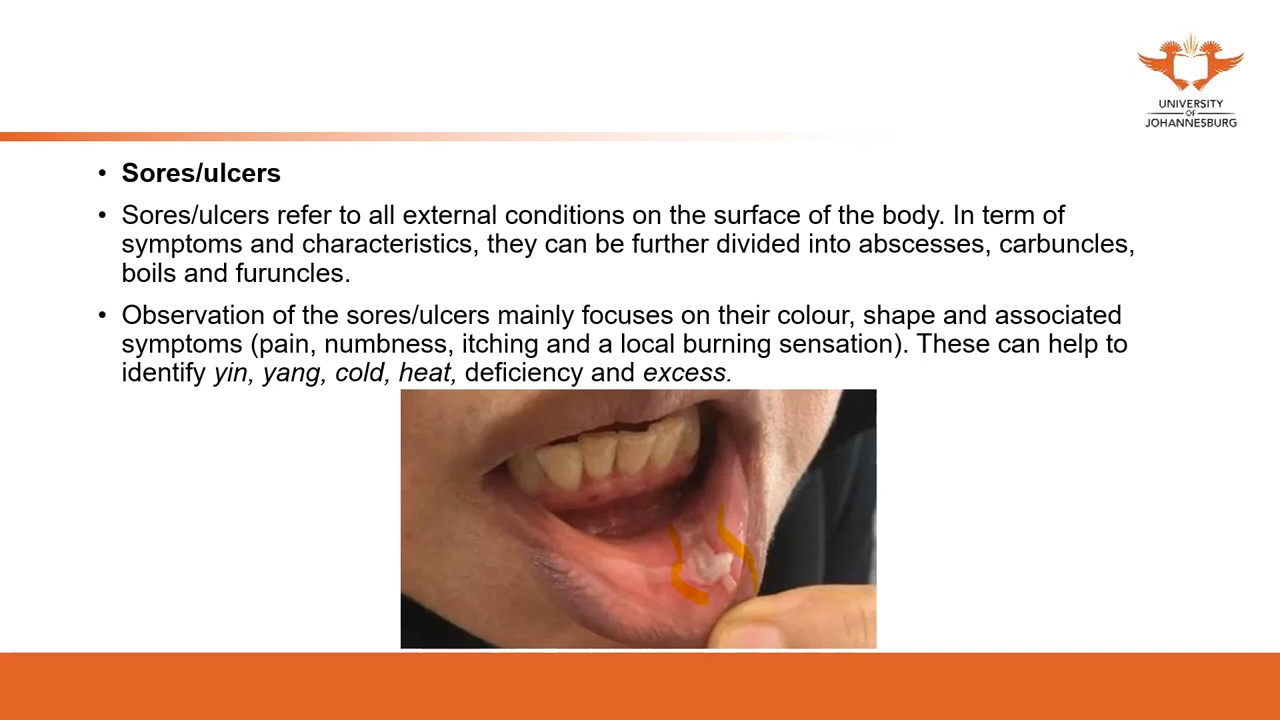 UNIVERSITY
OF
JOHANNESBURG
• Sores/ulcers
• Sores/ulcers refer to all external conditions on the surface of the body. In term of
symptoms and characteristics, they can be further divided into abscesses, carbuncles,
boils and furuncles.
• Observation of the sores/ulcers mainly focuses on their colour, shape and associated
symptoms (pain, numbness, itching and a local burning sensation). These can help to
identify yin, yang, cold, heat, deficiency and excess.